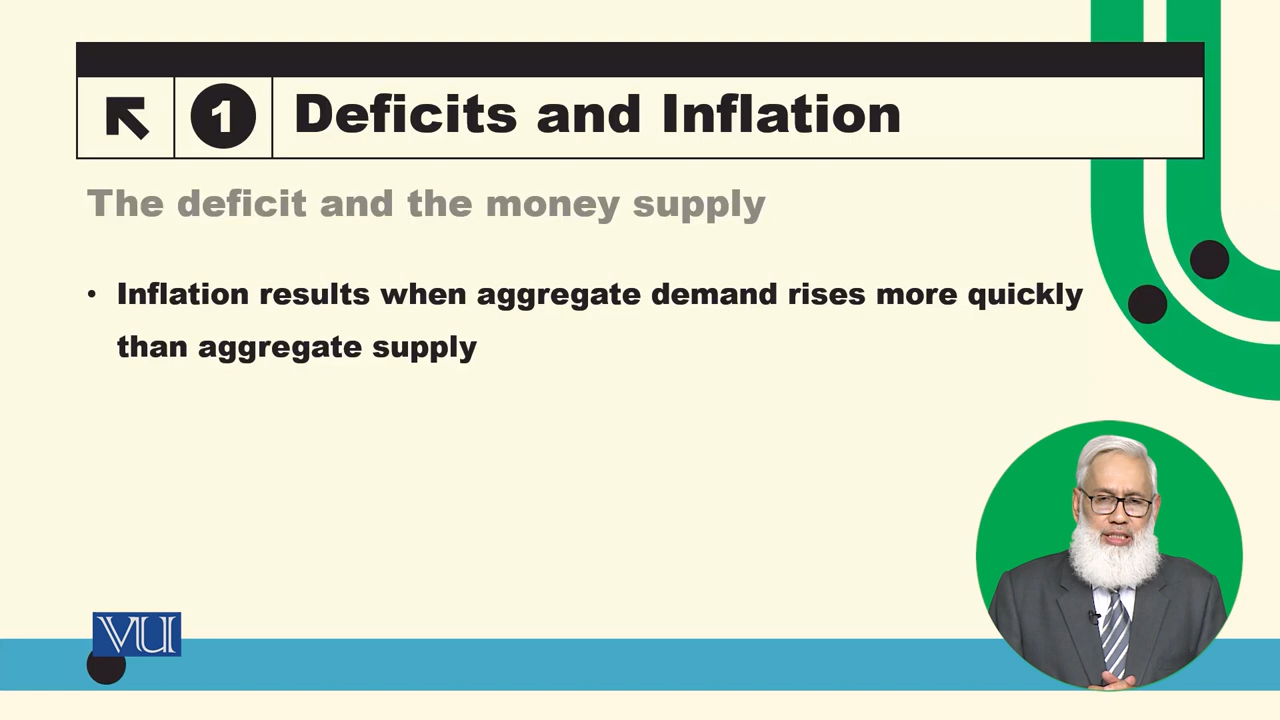 1 Deficits and Inflation
The deficit and the money supply
• Inflation results when aggregate demand rises more quickly
than aggregate supply
VU